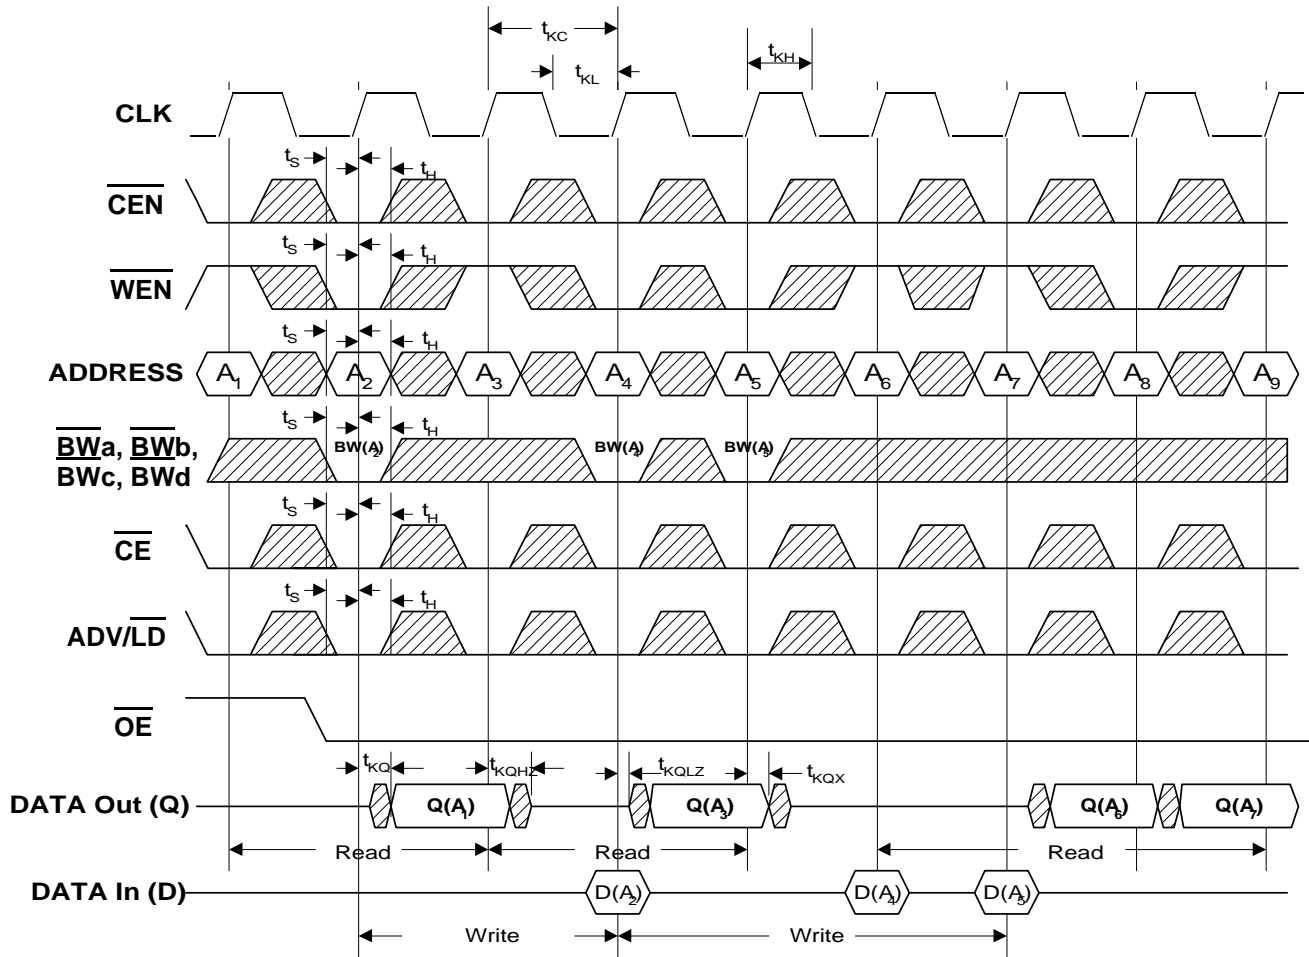 tKC
tKH
tKL
CLK
tS
tH
CEN
tS
tH
WEN
tS
tH
ADDRESS A1 A2 A3 A4 A5 A6 A7 A8 A9
tS
tH
BWa, BWb,
BWc, BWd
BW(A2) BW(A4) BW(A5)
tS
tH
CE
tS
tH
ADV/LD
OE
tKQ tKQHZ tKQLZ tKQX
DATA Out (Q) Q(A1) Q(A3) Q(A6) Q(A7)
Read Read Read
DATA In (D) D(A2) D(A4) D(A5)
Write Write